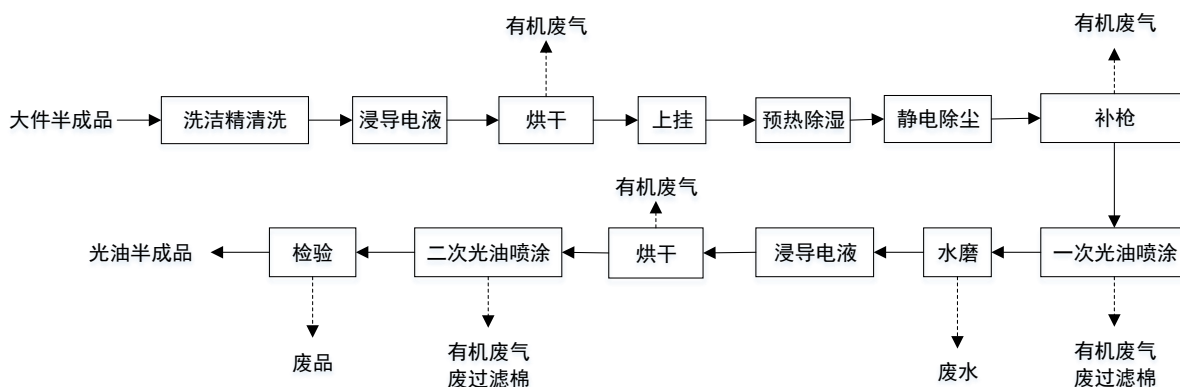 有机废气
有机废气
大件半成品
洗洁精清洗
浸导电液
烘干
上挂
预热除湿
静电除尘
补枪
有机废气
光油半成品
检验
二次光油喷涂
烘干
浸导电液
水磨
一次光油喷涂
废品
有机废气
废过滤棉
废水
有机废气
废过滤棉